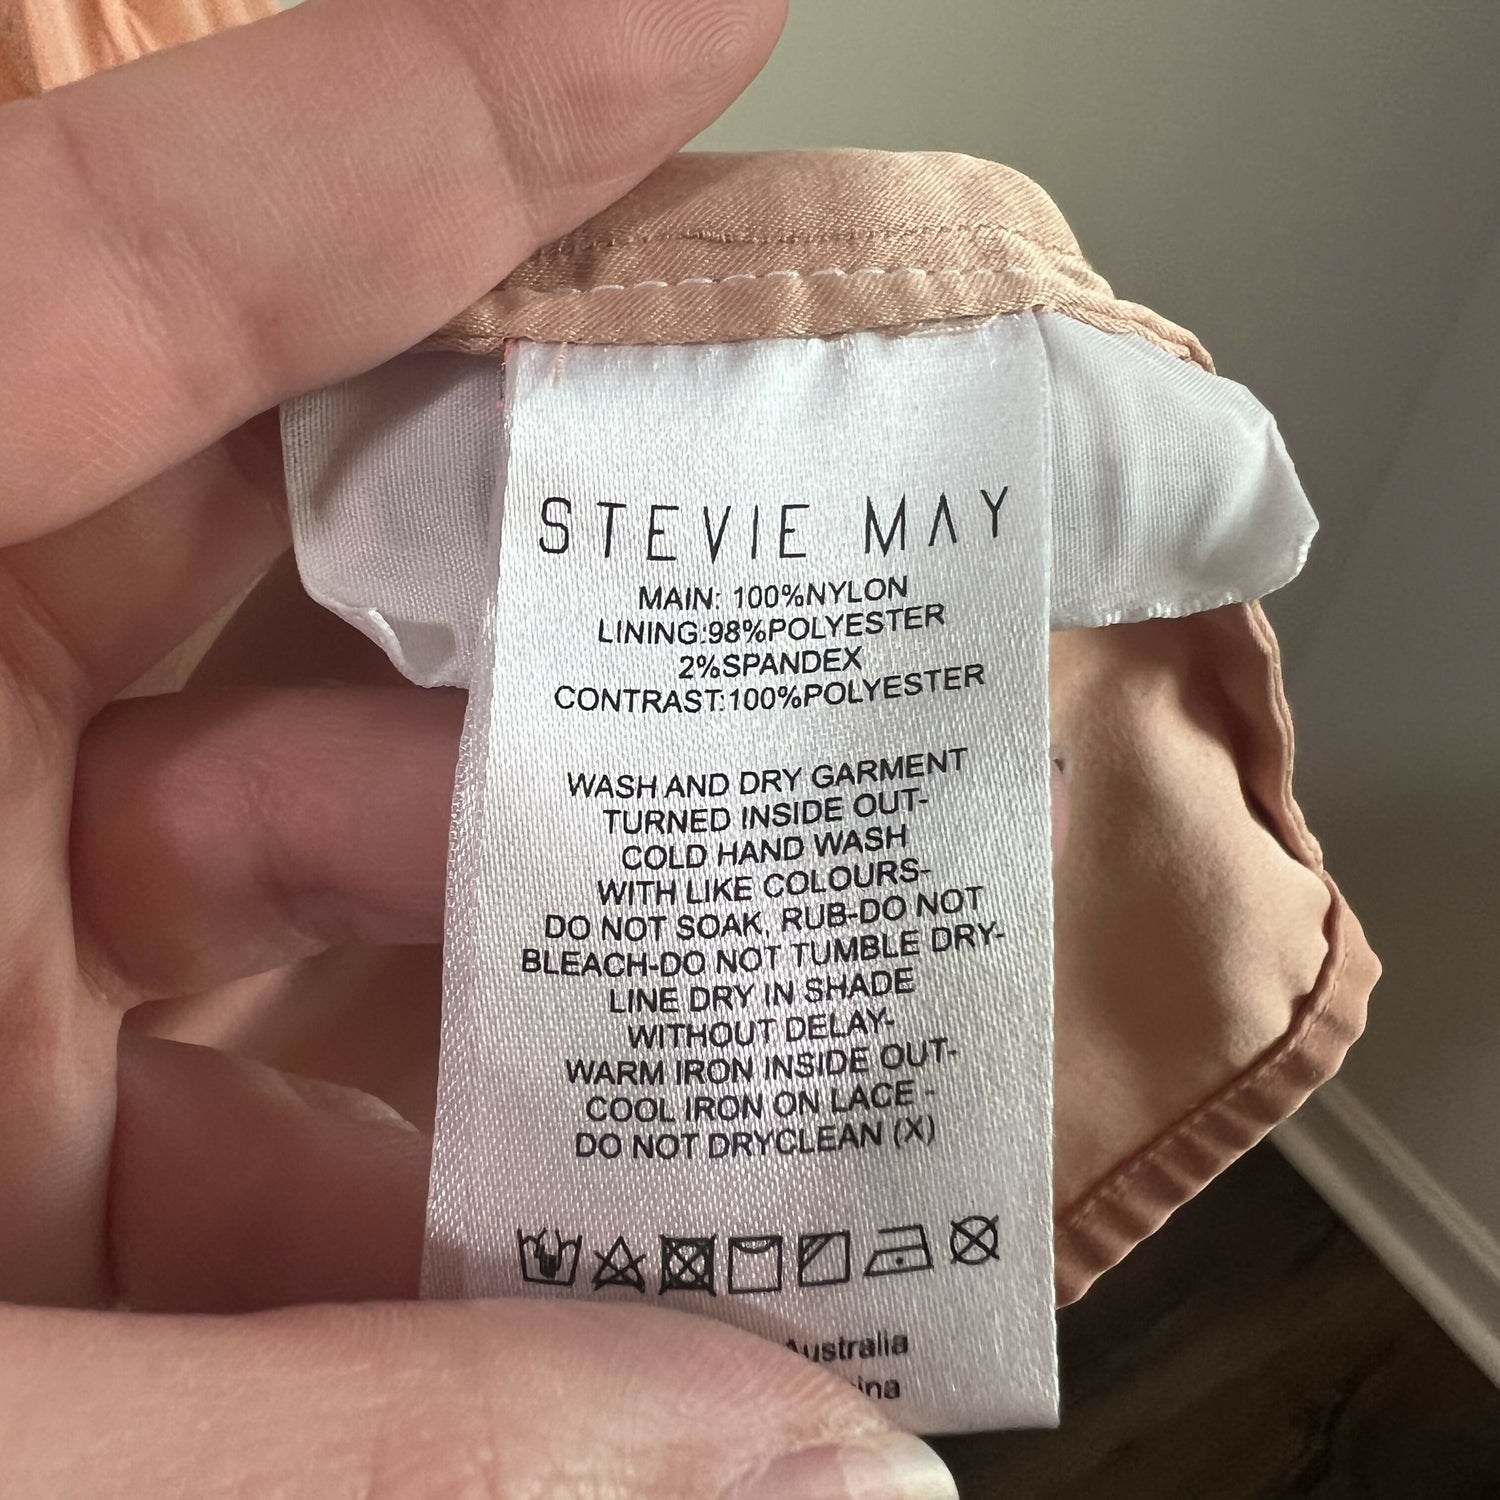 STEVIE MAY
MAIN: 100%NYLON
LINING:98%POLYESTER
2%SPANDEX
CONTRAST:100%POLYESTER
WASH AND DRY GARMENT
TURNED INSIDE OUT-
COLD HAND WASH
WITH LIKE COLOURS-
DO NOT SOAK, RUB-DO NOT
BLEACH-DO NOT TUMBLE DRY-
LINE DRY IN SHADE
WITHOUT DELAY-
WARM IRON INSIDE OUT-
COOL IRON ON LACE -
DO NOT DRYCLEAN (X)
Australia